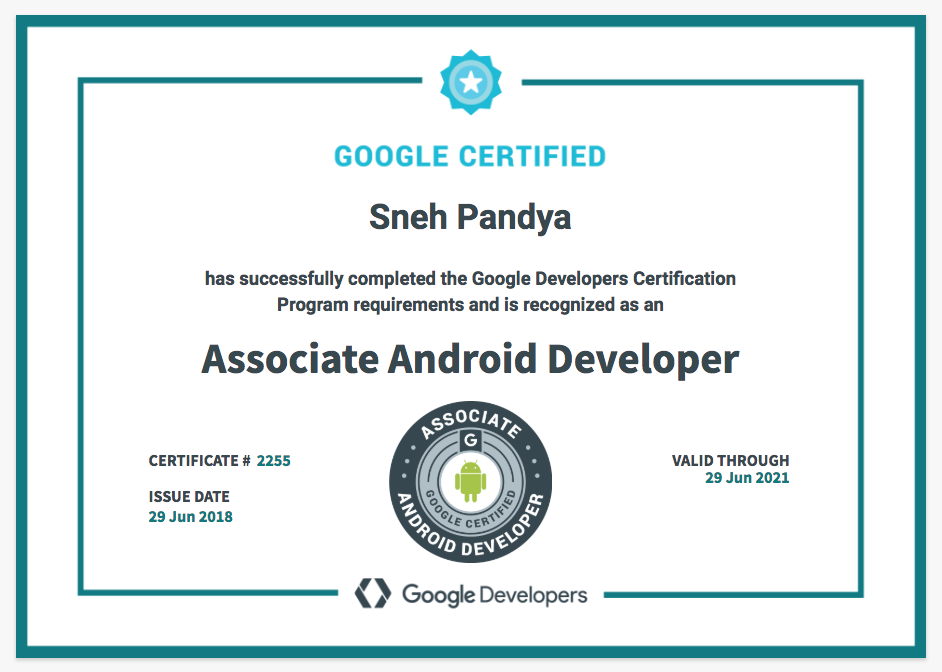 GOOGLE CERTIFIED
Sneh Pandya
has successfully completed the Google Developers Certification
Program requirements and is recognized as an
Associate Android Developer
CERTIFICATE # 2255
ISSUE DATE
29 Jun 2018
ASSOCIATE
G
GOOGLE CERTIFIED
ANDROID DEVELOPER
VALID THROUGH
29 Jun 2021
Google Developers